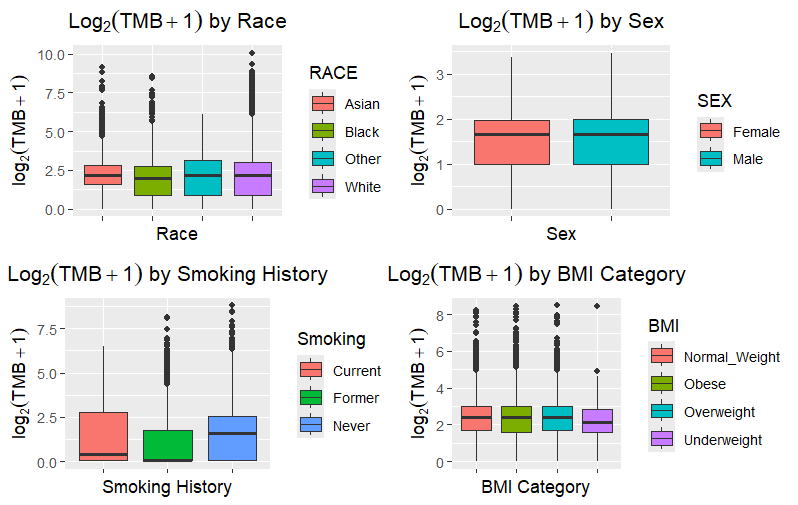 Log₂(TMB + 1) by Race
log₂(TMB + 1)
10.0
7.5
5.0
2.5
0.0
Race
RACE
Asian
Black
Other
White
Log₂(TMB + 1) by Sex
log₂(TMB + 1)
3
2
1
0
Sex
SEX
Female
Male
Log₂(TMB + 1) by Smoking History
log₂(TMB + 1)
7.5
5.0
2.5
0.0
Smoking History
Smoking
Current
Former
Never
Log₂(TMB + 1) by BMI Category
log₂(TMB + 1)
8
6
4
2
0
BMI Category
BMI
Normal_Weight
Obese
Overweight
Underweight